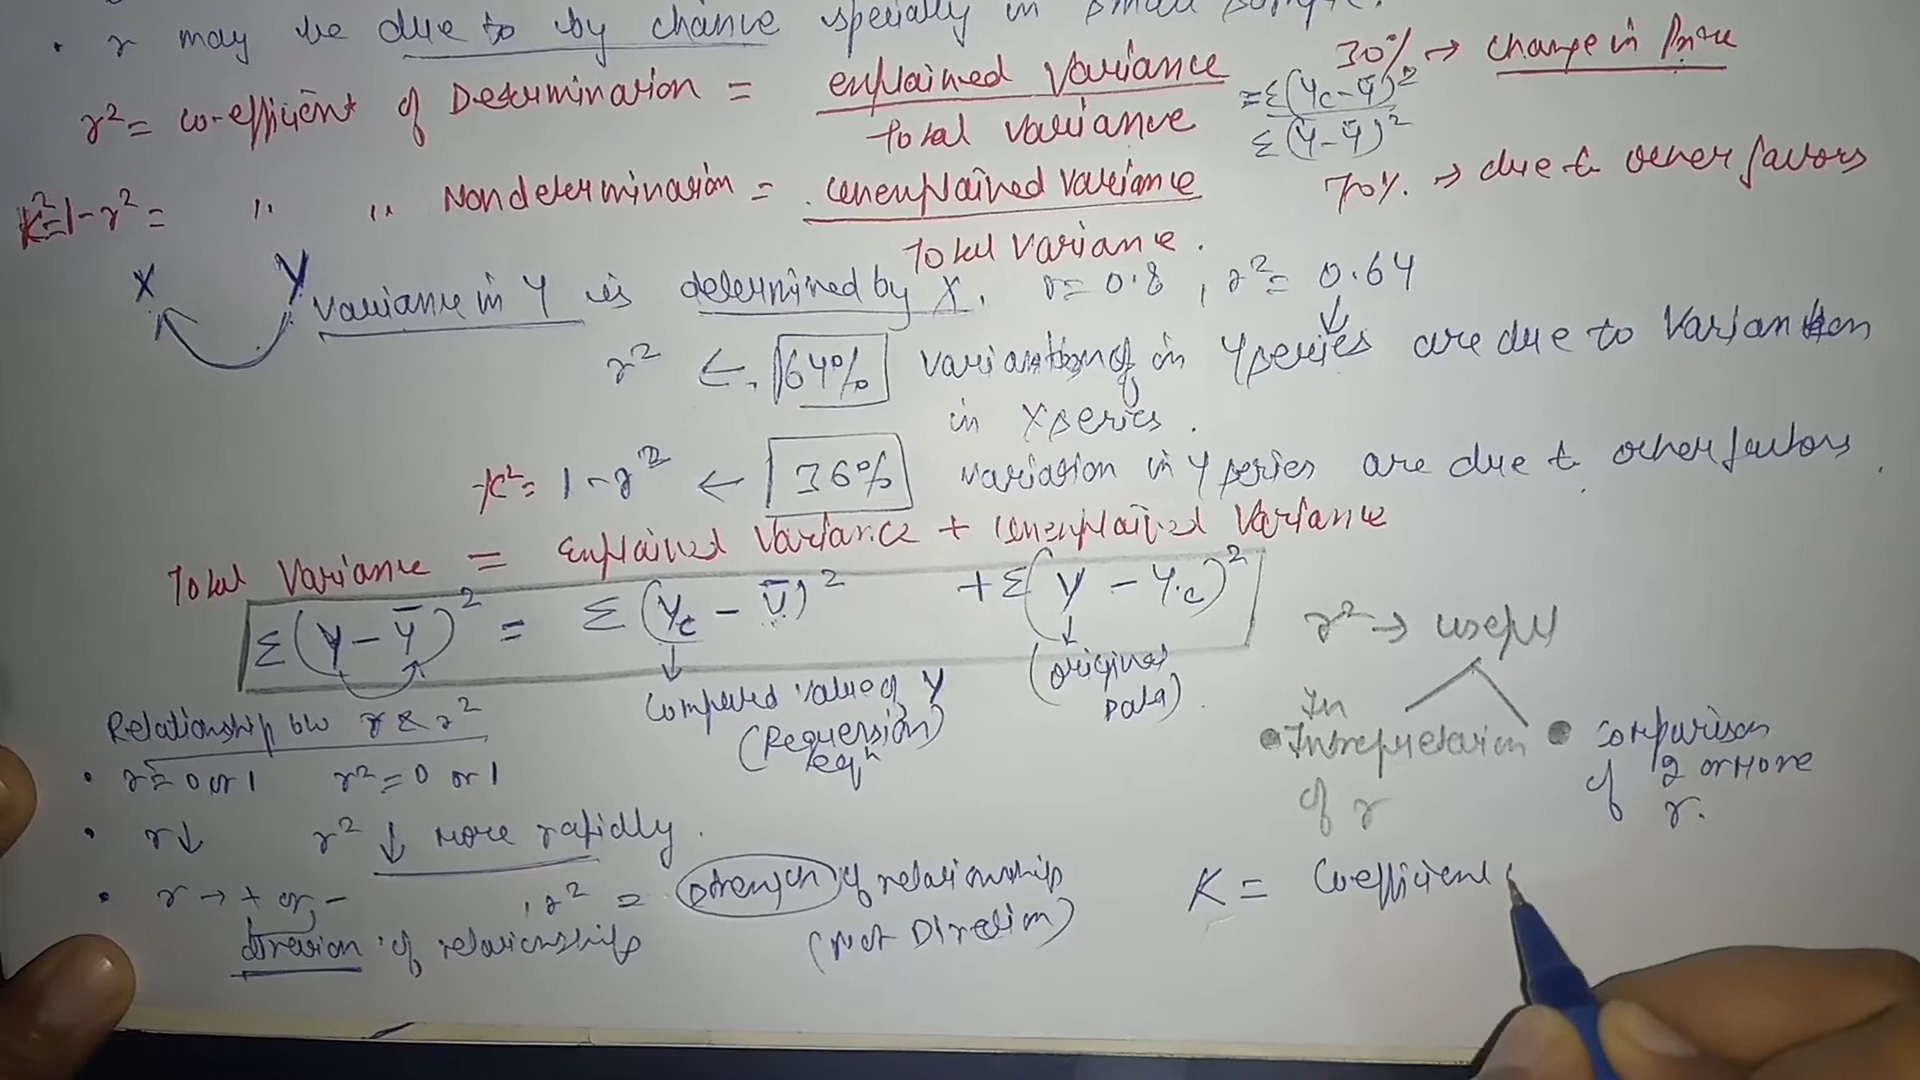 • r may be due to by chance specially in small sample.
r² = co-efficient of Determination = explained variance / total variance = Σ(Yc-Ȳ)² / Σ(Y-Ȳ)²
30% → change in Price
K²=1-r² = " " Nondetermination = unexplained variance / Total variance.
70% → due to other factors
X Y
variance in Y is determined by X. r = 0.8, r² = 0.64
r² ← 64% variation in Y series are due to variation
in X series.
K² = 1-r² ← 36% variation in Y series are due to other factors.
Total Variance = Explained Variance + Unexplained Variance
Σ(Y-Ȳ)² = Σ(Yc-Ȳ)² + Σ(Y-Yc)²
(original data)
Computed value of Y
(Regression eqⁿ)
r² → useful
In
• Interpretation of r
• comparison of 2 or more r.
Relationship bw r & r²
• r = 0 or 1 r² = 0 or 1
• r↓ r² ↓ more rapidly.
• r → + or - , r² = strength of relationship
direction of relationship (not Direction)
K = Coefficient